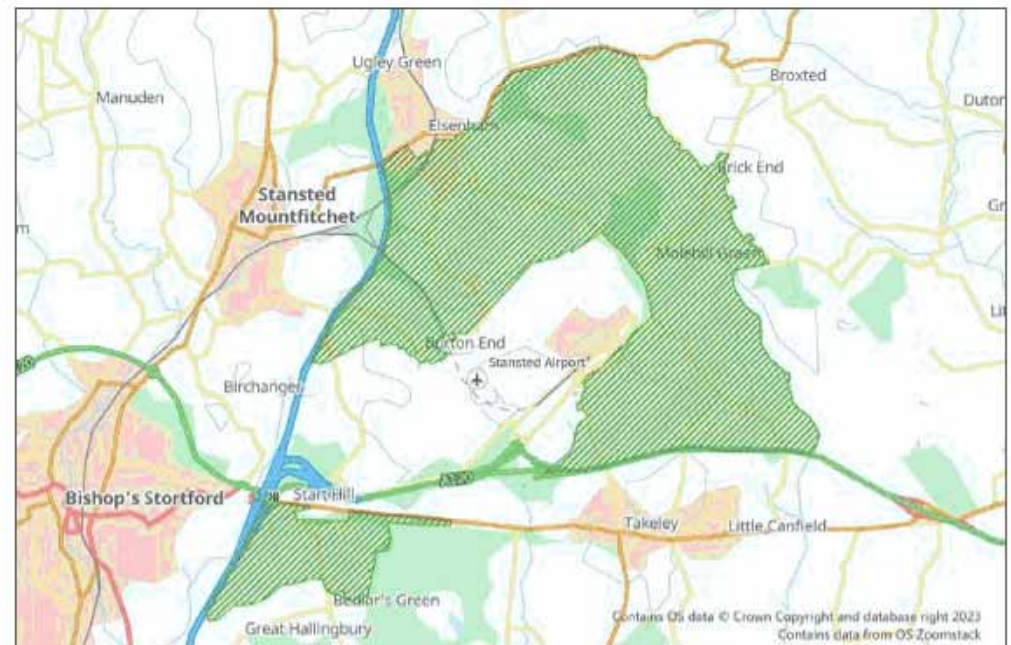 Ugley Green
Manuden
Broxted
Elsenham
Brick End
Stansted
Mountfitchet
Molehill Green
Burton End
Stansted Airport
Birchanger
A120
Bishop's Stortford
Start Hill
Takeley
Little Canfield
Bedlar's Green
Great Hallingbury
Contains OS data © Crown Copyright and database right 2023
Contains data from OS Zoomstack